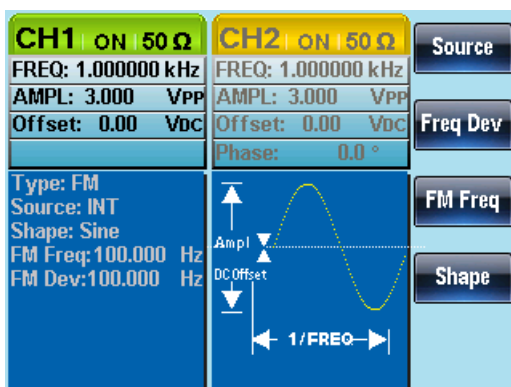 CH1 ON 50 Ω
FREQ: 1.000000 kHz
AMPL: 3.000 VPP
Offset: 0.00 VDC
CH2 ON 50 Ω
FREQ: 1.000000 kHz
AMPL: 3.000 VPP
Offset: 0.00 VDC
Phase: 0.0 °
Type: FM
Source: INT
Shape: Sine
FM Freq:100.000 Hz
FM Dev:100.000 Hz
Ampl
DC Offset
1/FREQ
Source
Freq Dev
FM Freq
Shape